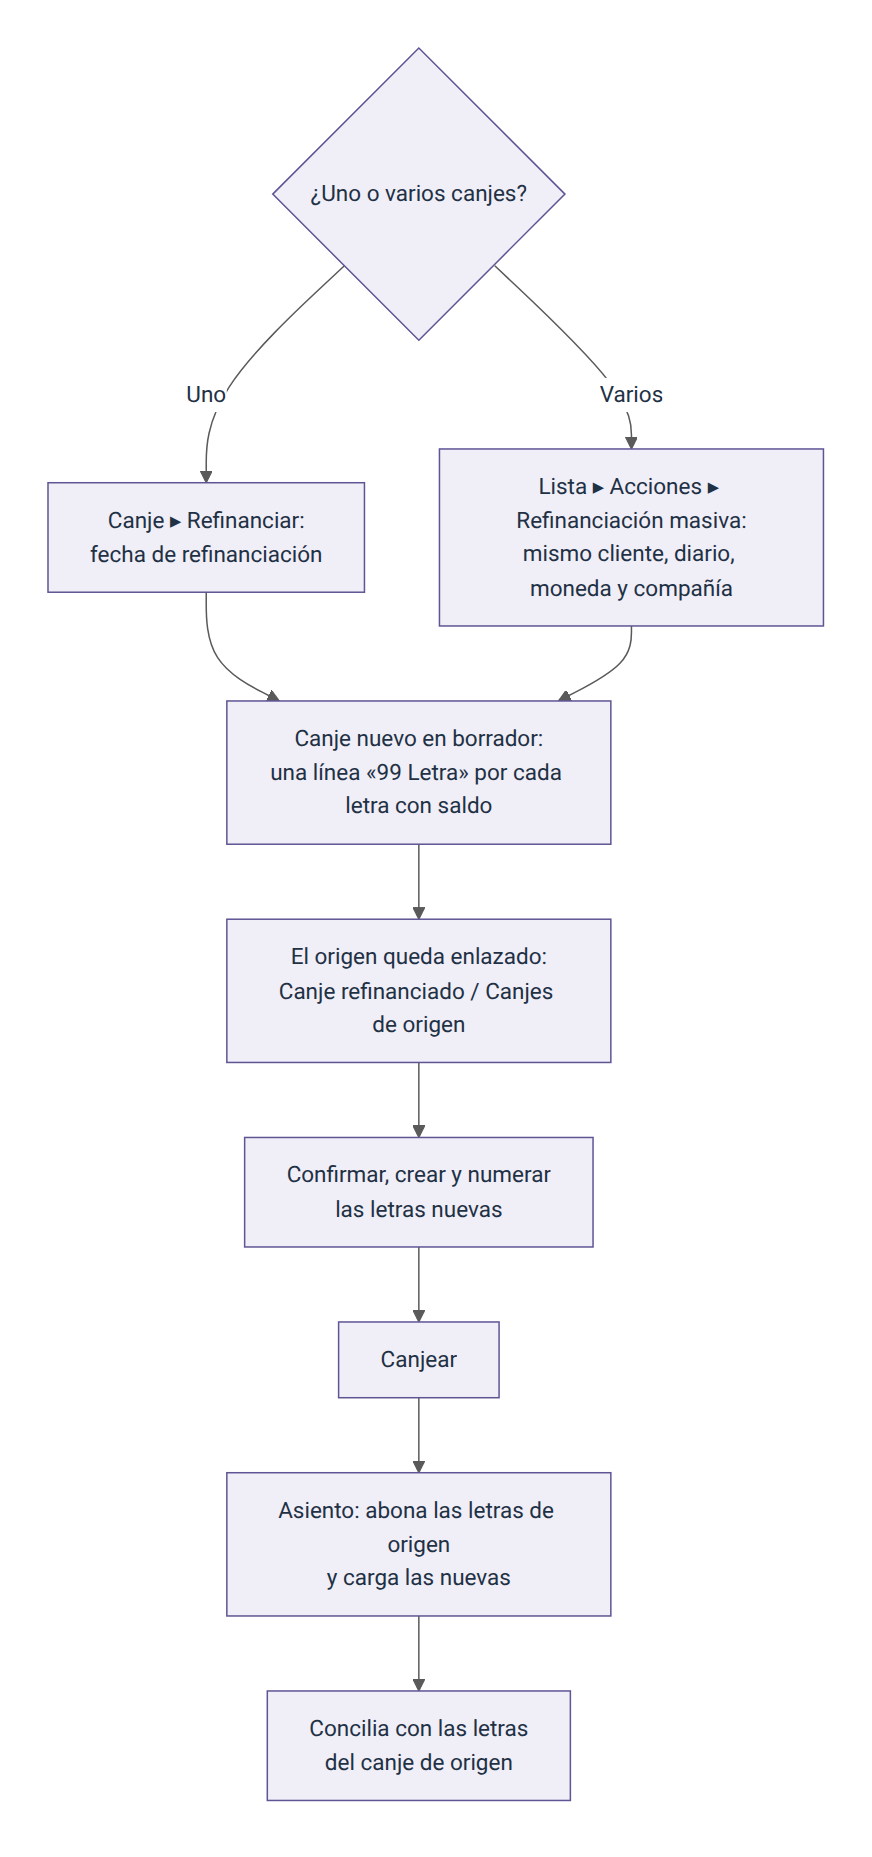 ¿Uno o varios canjes?
Uno
Varios
Canje ▸ Refinanciar:
fecha de refinanciación
Lista ▸ Acciones ▸
Refinanciación masiva:
mismo cliente, diario,
moneda y compañía
Canje nuevo en borrador:
una línea «99 Letra» por cada
letra con saldo
El origen queda enlazado:
Canje refinanciado / Canjes
de origen
Confirmar, crear y numerar
las letras nuevas
Canjear
Asiento: abona las letras de
origen
y carga las nuevas
Concilia con las letras
del canje de origen